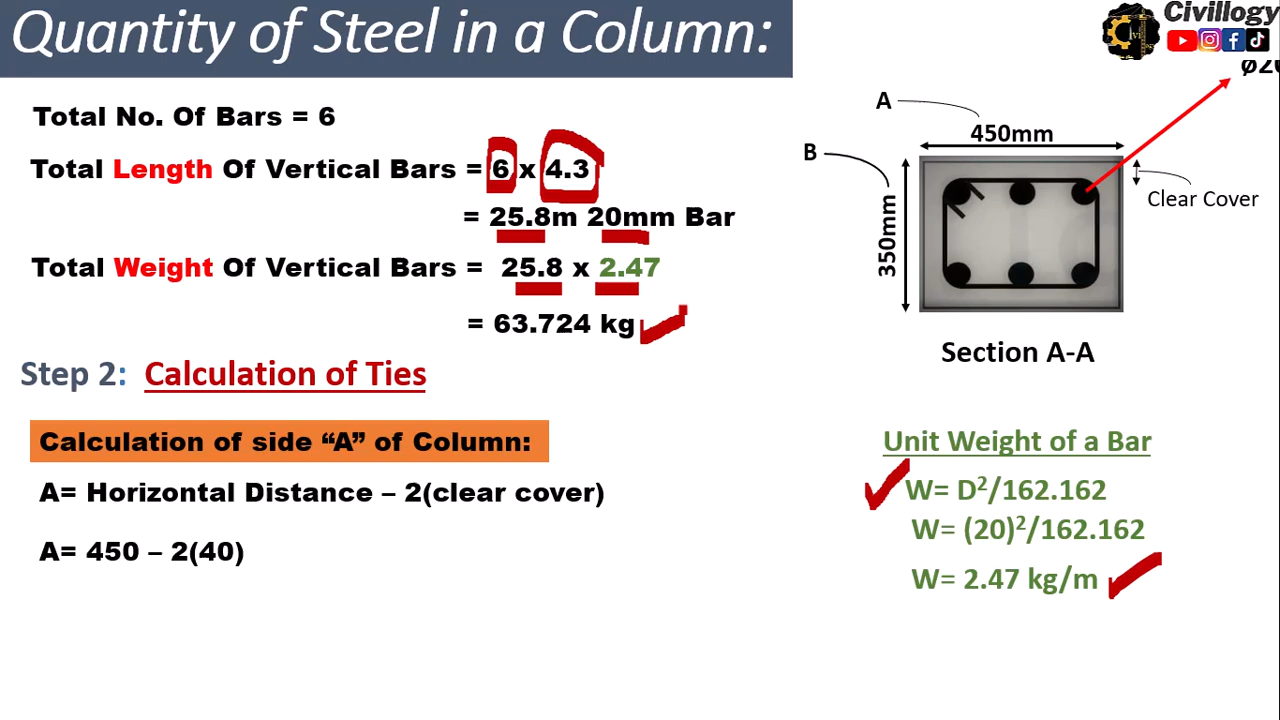 Quantity of Steel in a Column:
Civillogy
Total No. Of Bars = 6
Total Length Of Vertical Bars = 6 x 4.3
= 25.8m 20mm Bar
Total Weight Of Vertical Bars = 25.8 x 2.47
= 63.724 kg
Step 2: Calculation of Ties
Calculation of side “A” of Column:
A= Horizontal Distance – 2(clear cover)
A= 450 – 2(40)
A
450mm
B
350mm
Clear Cover
Section A-A
Unit Weight of a Bar
W= D²/162.162
W= (20)²/162.162
W= 2.47 kg/m